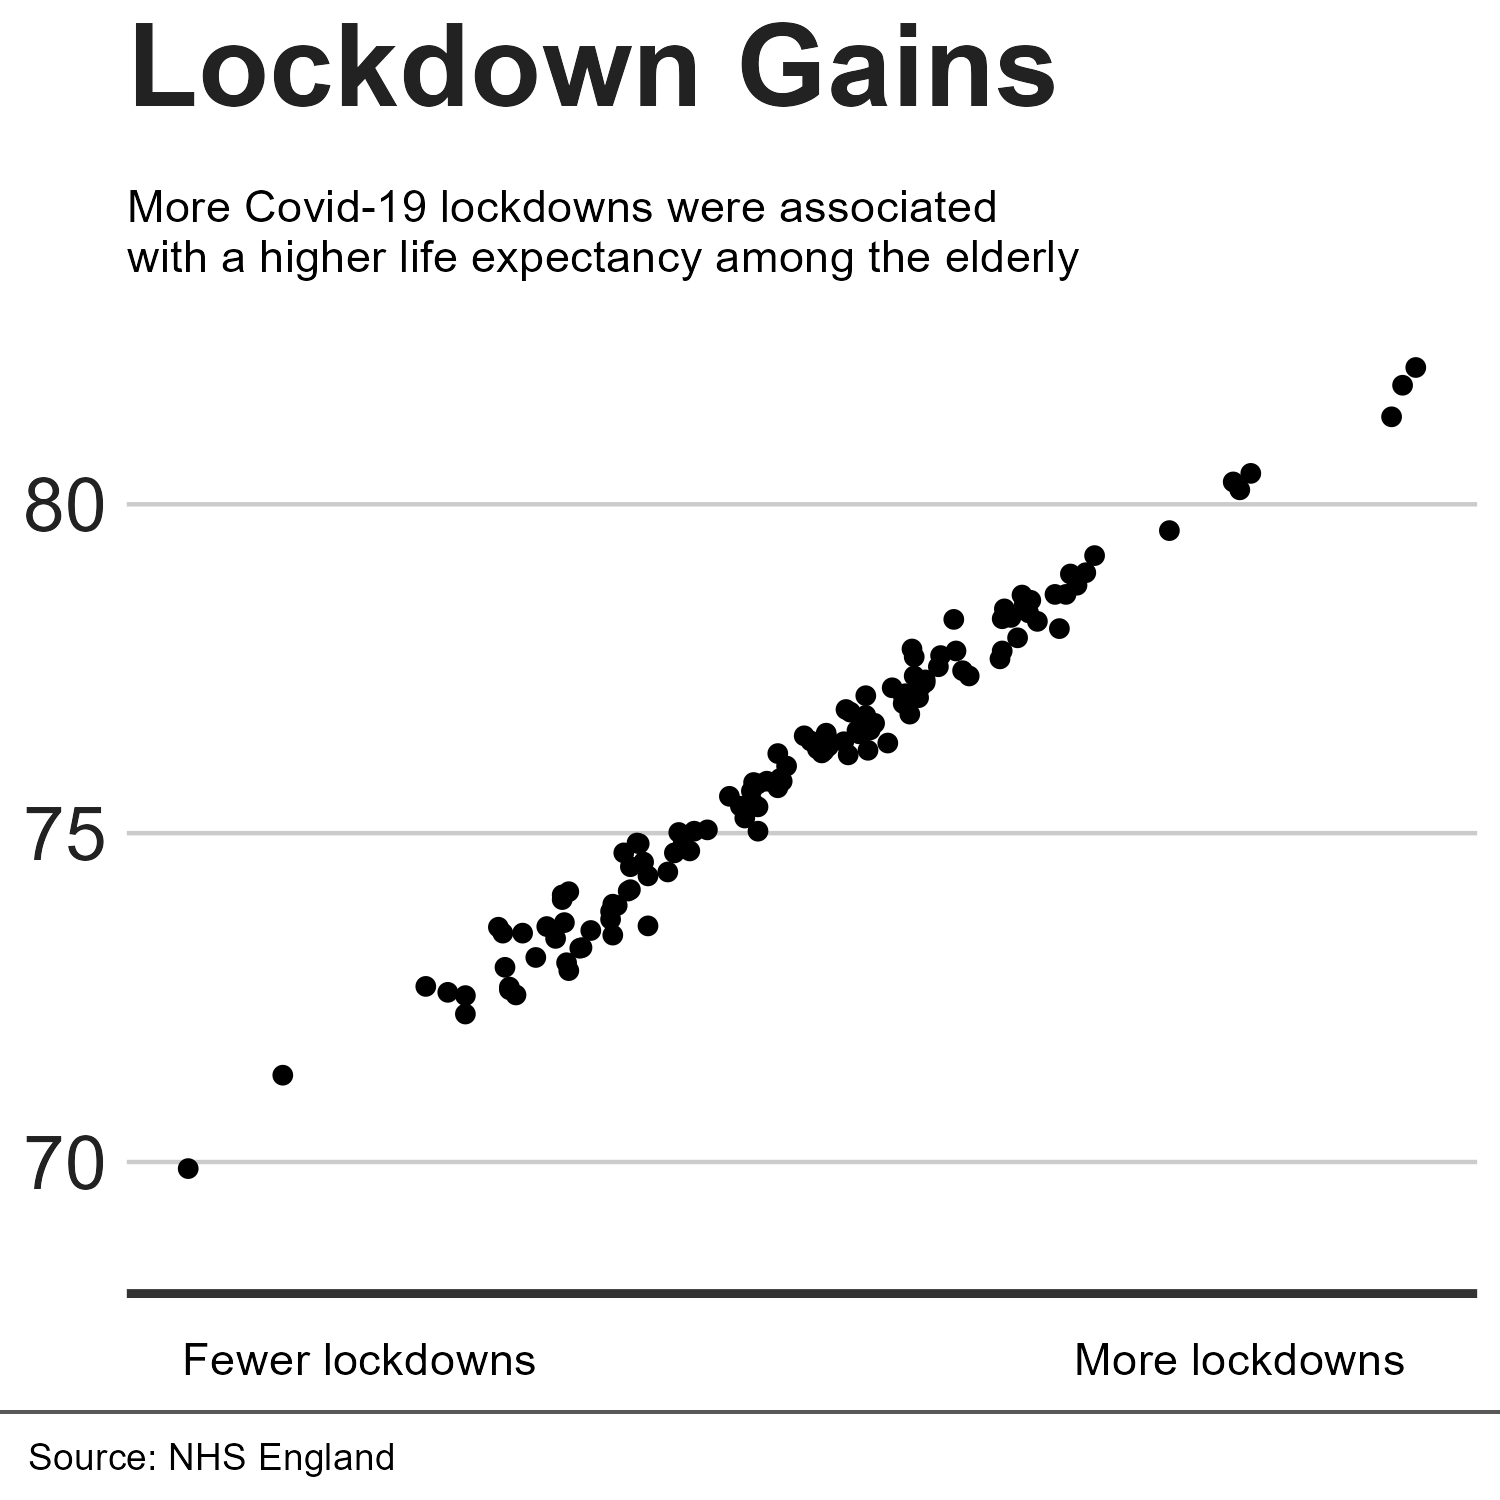 Lockdown Gains
More Covid-19 lockdowns were associated
with a higher life expectancy among the elderly
80
75
70
Fewer lockdowns
More lockdowns
Source: NHS England